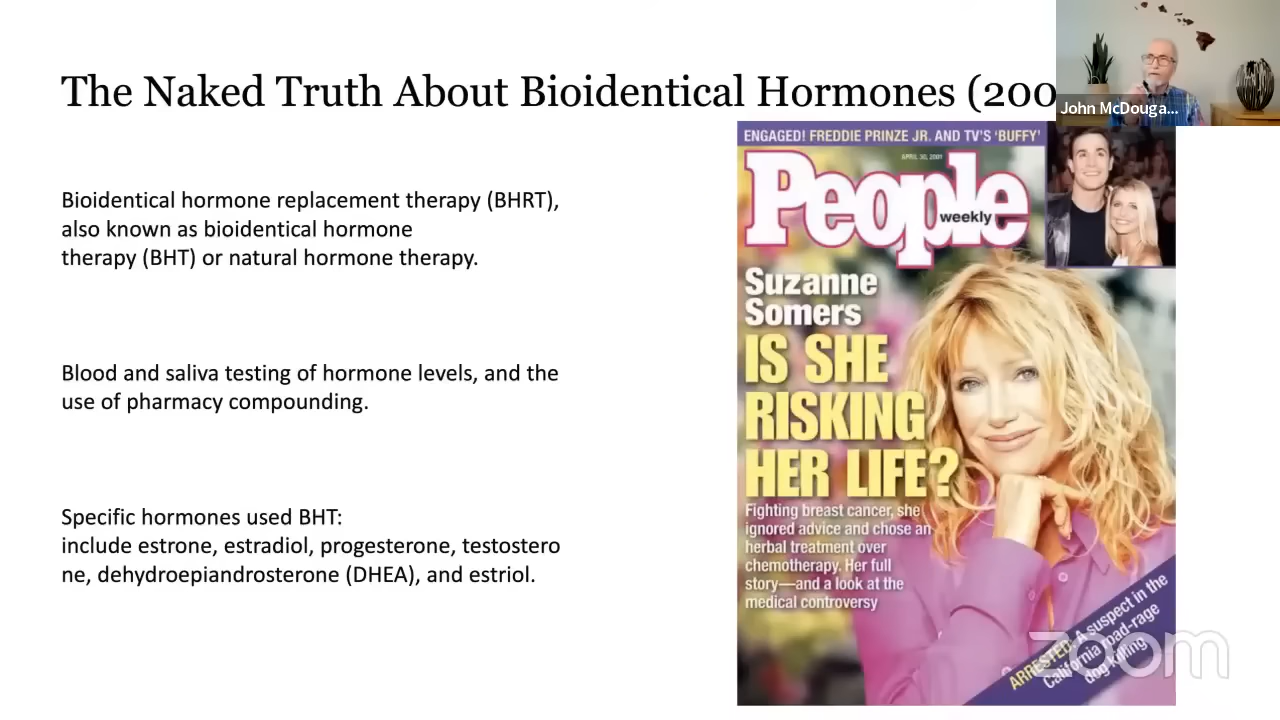 The Naked Truth About Bioidentical Hormones (200
John McDouga...
Bioidentical hormone replacement therapy (BHRT),
also known as bioidentical hormone
therapy (BHT) or natural hormone therapy.
Blood and saliva testing of hormone levels, and the
use of pharmacy compounding.
Specific hormones used BHT:
include estrone, estradiol, progesterone, testostero
ne, dehydroepiandrosterone (DHEA), and estriol.
ENGAGED! FREDDIE PRINZE JR. AND TV'S 'BUFFY'
APRIL 30, 2001
People
weekly
Suzanne
Somers
IS SHE
RISKING
HER LIFE?
Fighting breast cancer, she
ignored advice and chose an
herbal treatment over
chemotherapy. Her full
story—and a look at the
medical controversy
ARRESTED: A suspect in the
California road-rage
dog killing
zoom